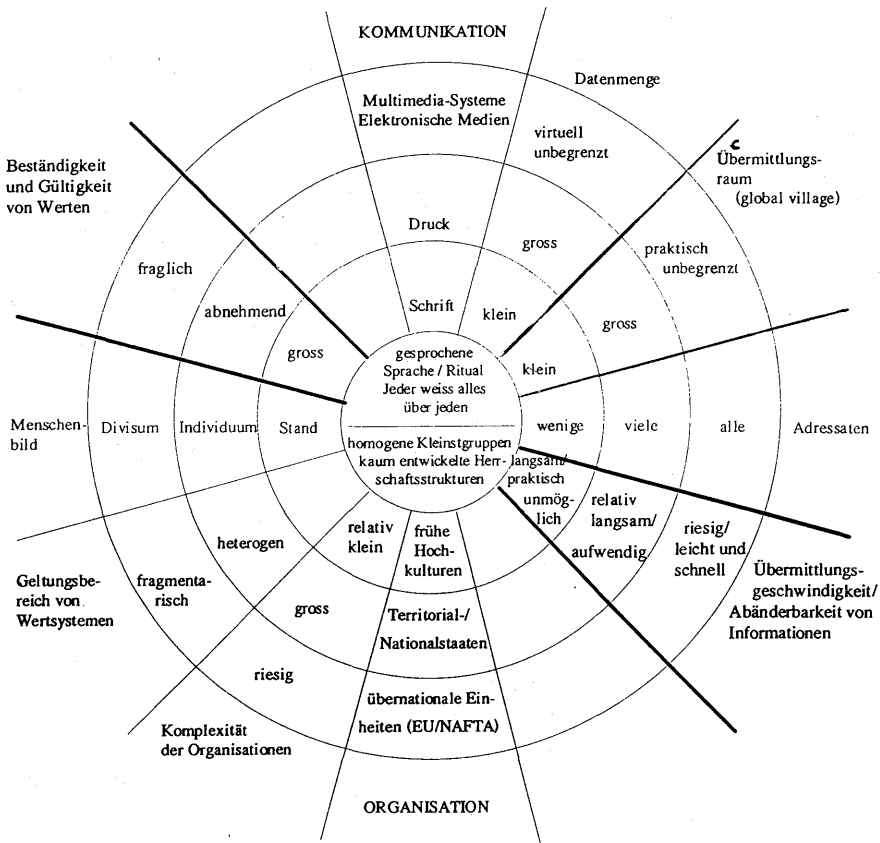 KOMMUNIKATION
Datenmenge
Multimedia-Systeme
Elektronische Medien
virtuell
unbegrenzt
Übermittlungs-
raum
(global village)
Beständigkeit
und Gültigkeit
von Werten
Druck
gross
praktisch
unbegrenzt
fraglich
abnehmend
gross
Schrift
klein
gross
klein
gesprochene
Sprache / Ritual
Jeder weiss alles
über jeden
Menschen-
bild
Divisum
Individuum
Stand
wenige
viele
alle
Adressaten
homogene Kleinstgruppen
kaum entwickelte Herr-
schaftsstrukturen
langsam/
praktisch
unmög-
lich
relativ
langsam/
aufwendig
riesig/
leicht und
schnell
Übermittlungs-
geschwindigkeit/
Abänderbarkeit von
Informationen
relativ
klein
frühe
Hoch-
kulturen
heterogen
fragmenta-
risch
Geltungsbe-
reich von
Wertsystemen
gross
Territorial-/
Nationalstaaten
riesig
übernationale Ein-
heiten (EU/NAFTA)
Komplexität
der Organisationen
ORGANISATION